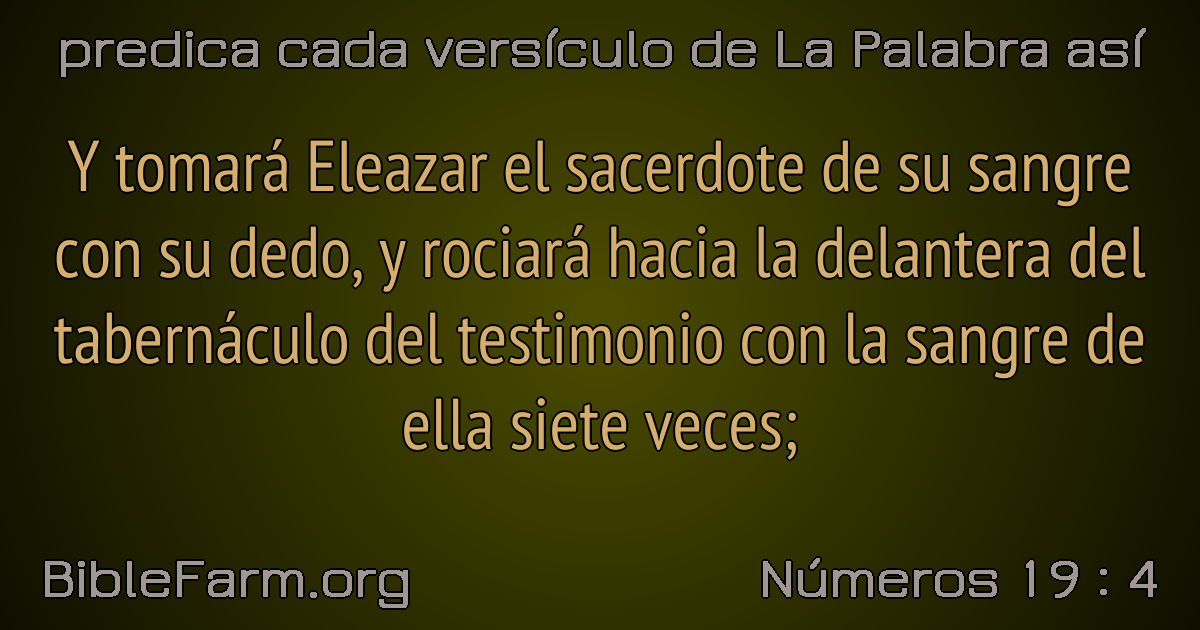 predica cada versículo de La Palabra así
Y tomará Eleazar el sacerdote de su sangre
con su dedo, y rociará hacia la delantera del
tabernáculo del testimonio con la sangre de
ella siete veces;
BibleFarm.org
Números 19 : 4